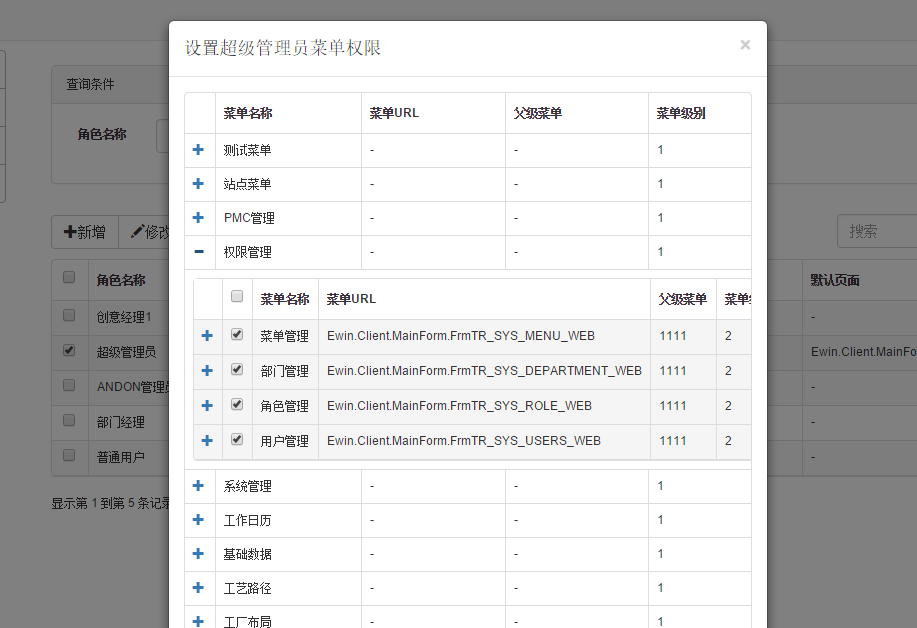 设置超级管理员菜单权限 ×
查询条件
角色名称
新增 修改
搜索
角色名称 默认页面
创意经理1 -
超级管理员 Ewin.Client.MainFo
ANDON管理员 -
部门经理 -
普通用户 -
显示第 1 到第 5 条记录
菜单名称 菜单URL 父级菜单 菜单级别
测试菜单 - - 1
站点菜单 - - 1
PMC管理 - - 1
权限管理 - - 1
菜单名称 菜单URL 父级菜单 菜单级
菜单管理 Ewin.Client.MainForm.FrmTR_SYS_MENU_WEB 1111 2
部门管理 Ewin.Client.MainForm.FrmTR_SYS_DEPARTMENT_WEB 1111 2
角色管理 Ewin.Client.MainForm.FrmTR_SYS_ROLE_WEB 1111 2
用户管理 Ewin.Client.MainForm.FrmTR_SYS_USERS_WEB 1111 2
系统管理 - - 1
工作日历 - - 1
基础数据 - - 1
工艺路径 - - 1
工厂布局 - - 1